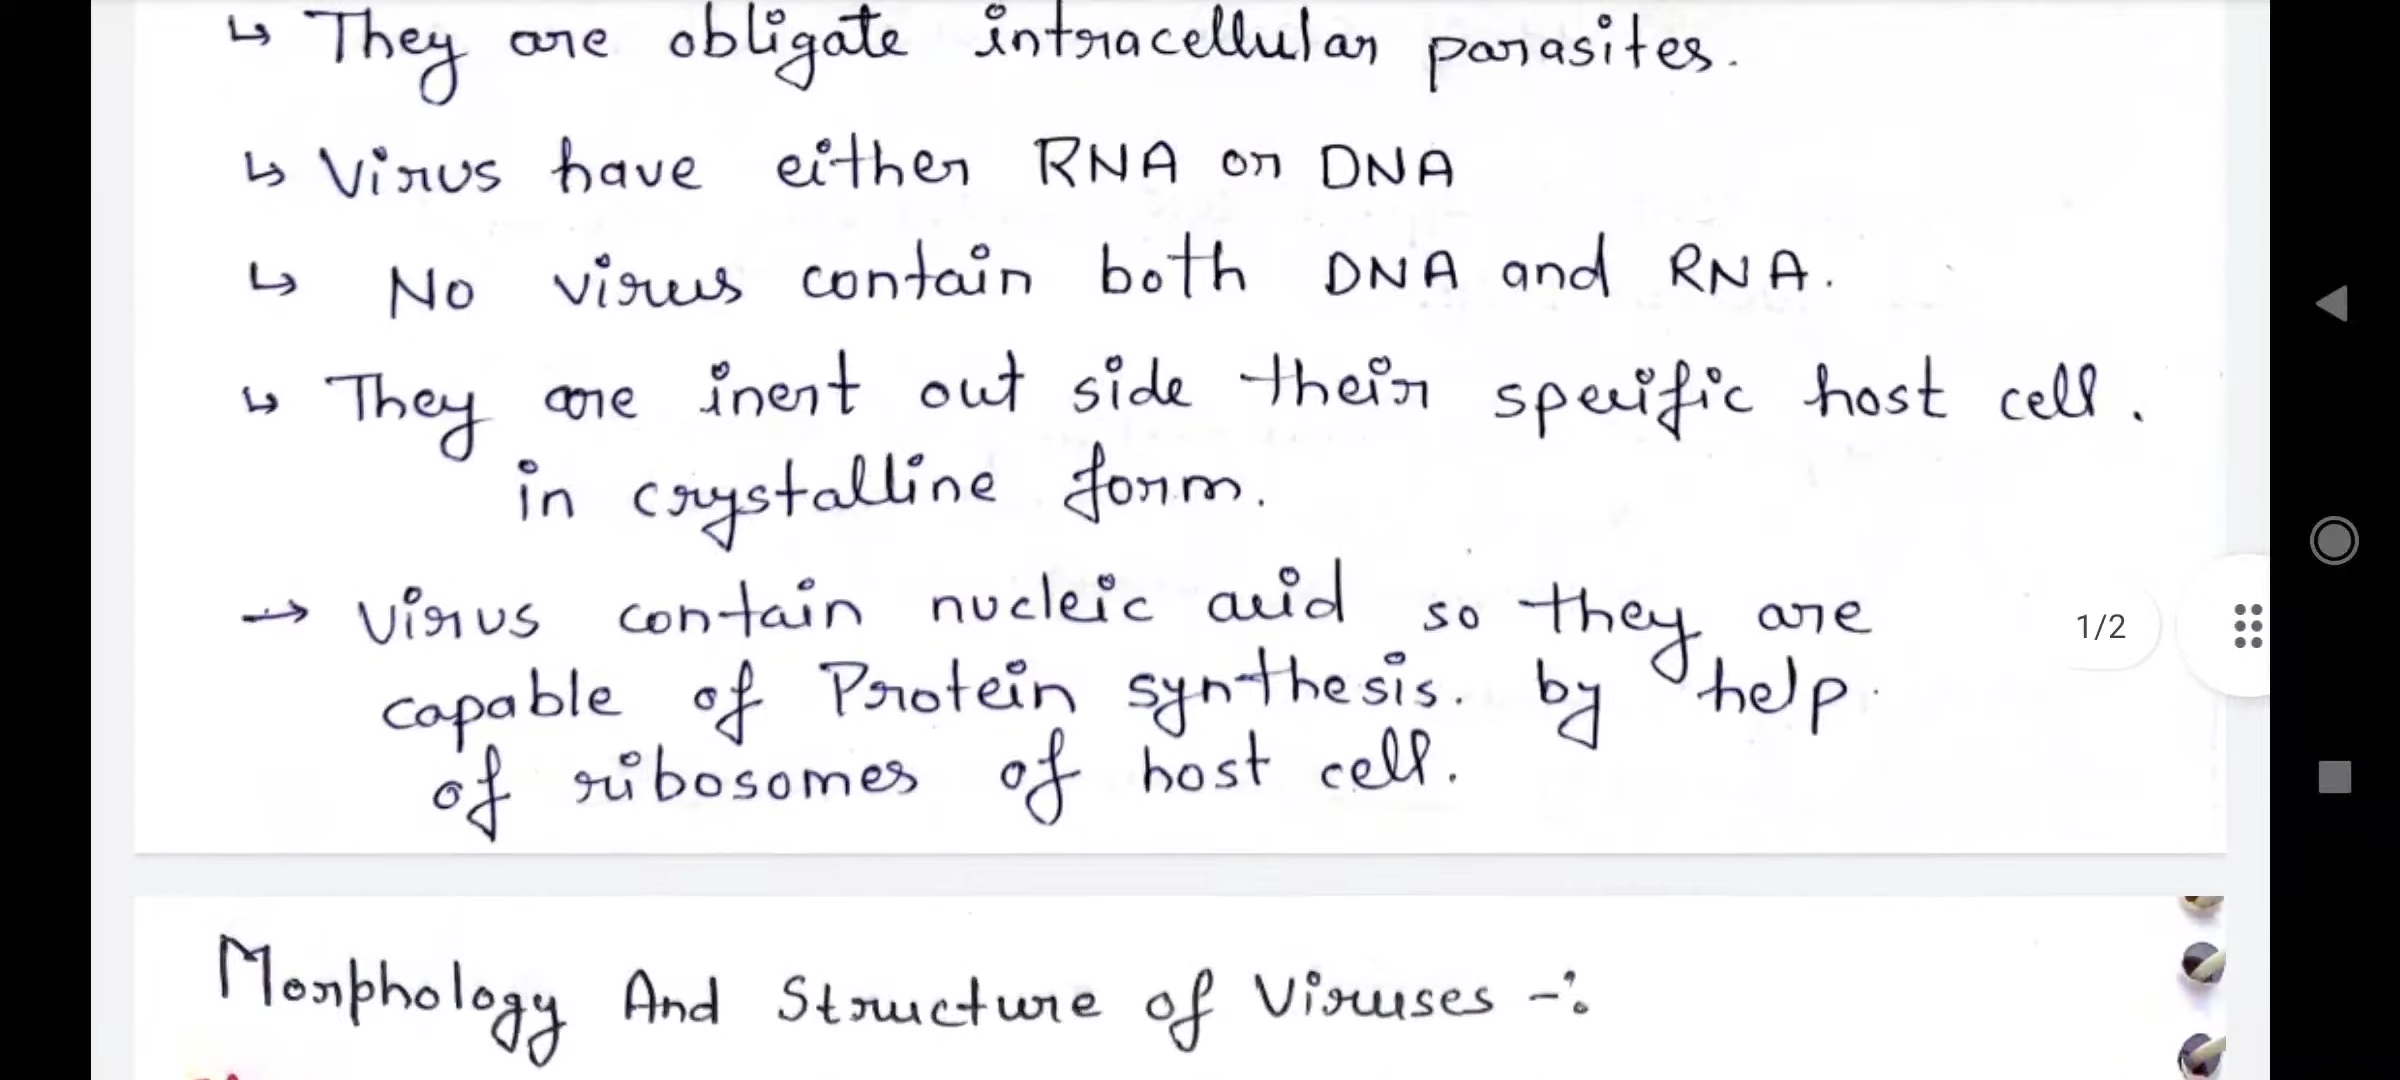 ↳ They are obligate intracellular parasites.
↳ Virus have either RNA or DNA
↳ No virus contain both DNA and RNA.
↳ They are inert out side their specific host cell.
in crystalline form.
→ Virus contain nucleic acid so they are
capable of Protein synthesis. by help
of ribosomes of host cell.
1/2
Morphology And Structure of Viruses -: